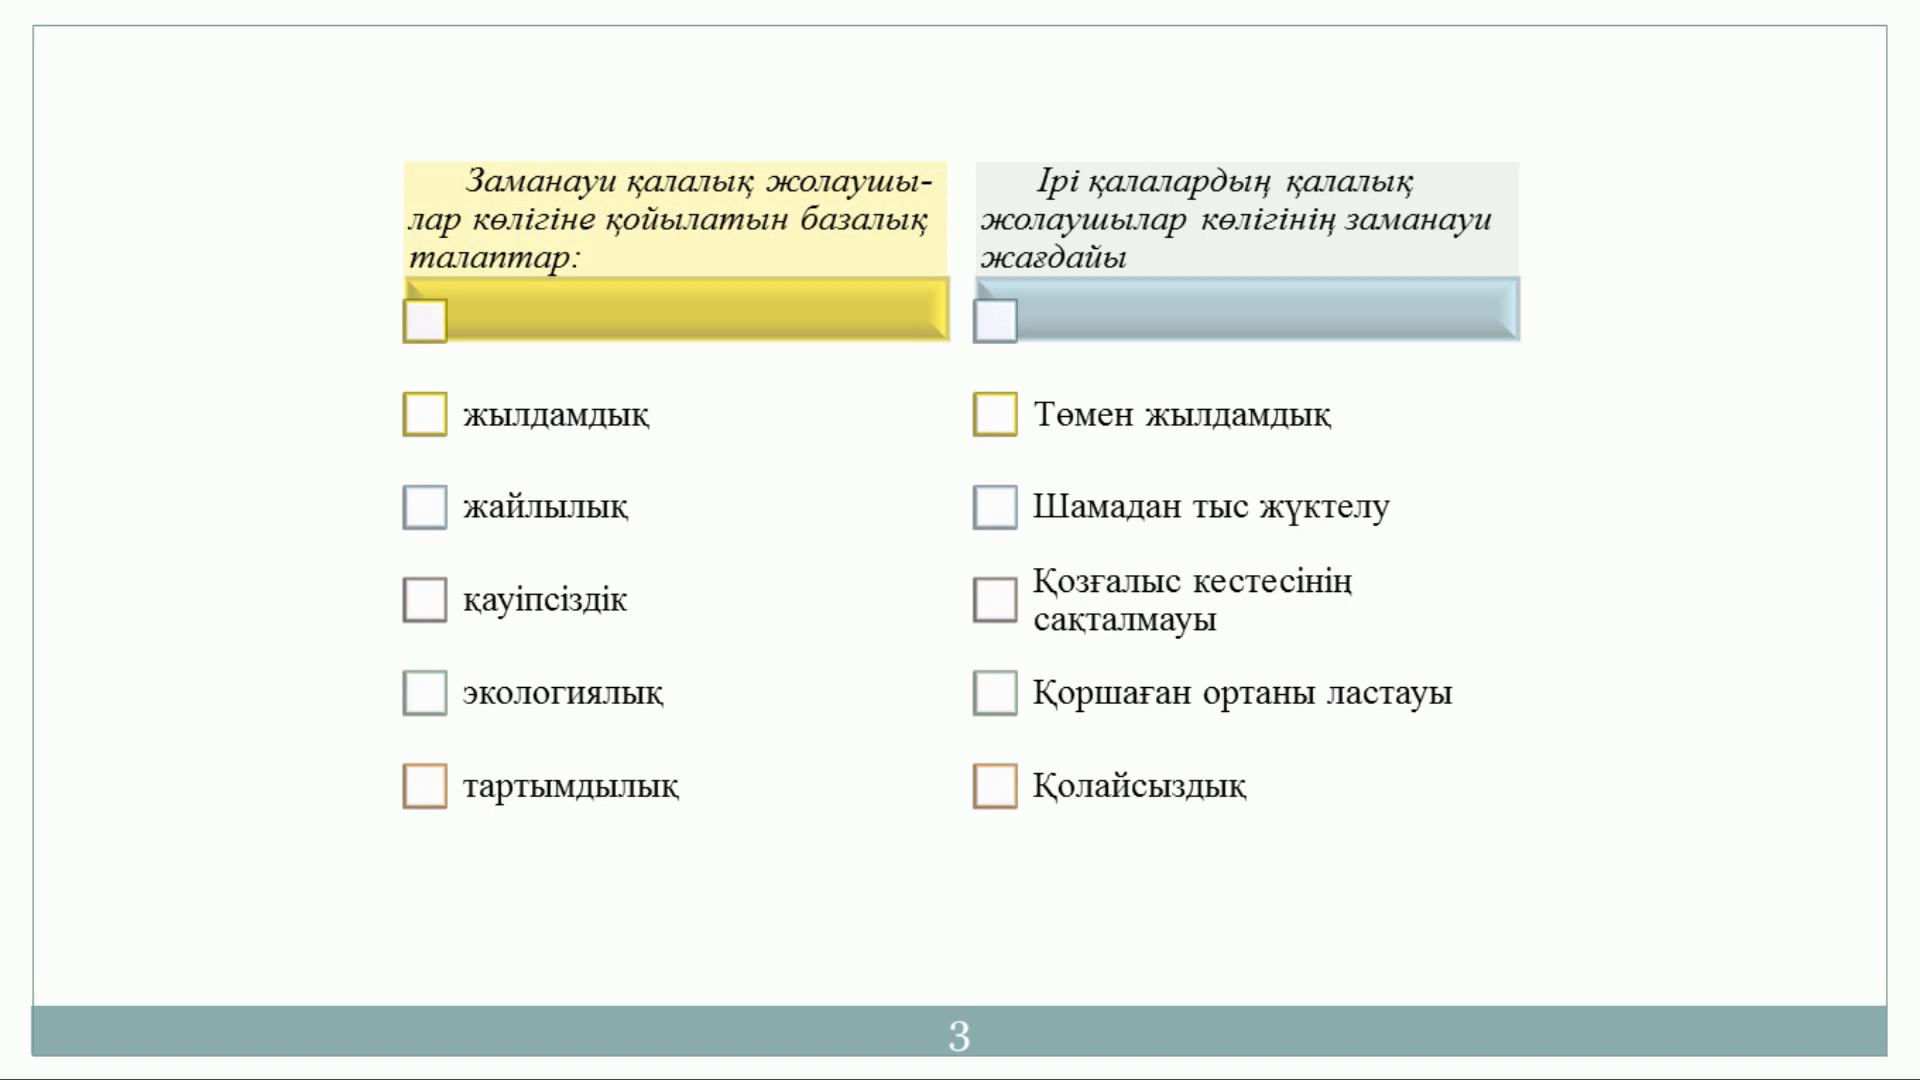 Заманауи қалалық жолаушы-
лар көлігіне қойылатын базалық
талаптар:
жылдамдық
жайлылық
қауіпсіздік
экологиялық
тартымдылық
Ірі қалалардың қалалық
жолаушылар көлігінің заманауи
жағдайы
Төмен жылдамдық
Шамадан тыс жүктелу
Қозғалыс кестесінің
сақталмауы
Қоршаған ортаны ластауы
Қолайсыздық
3